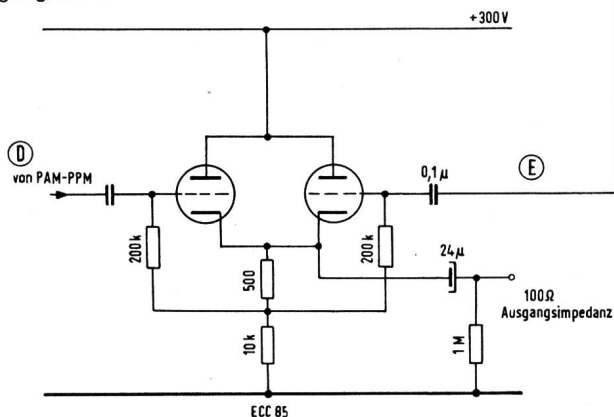 +300V
D
von PAM-PPM
0,1µ
E
200k
500
200k
24µ
100Ω
Ausgangsimpedanz
10k
1M
ECC 85